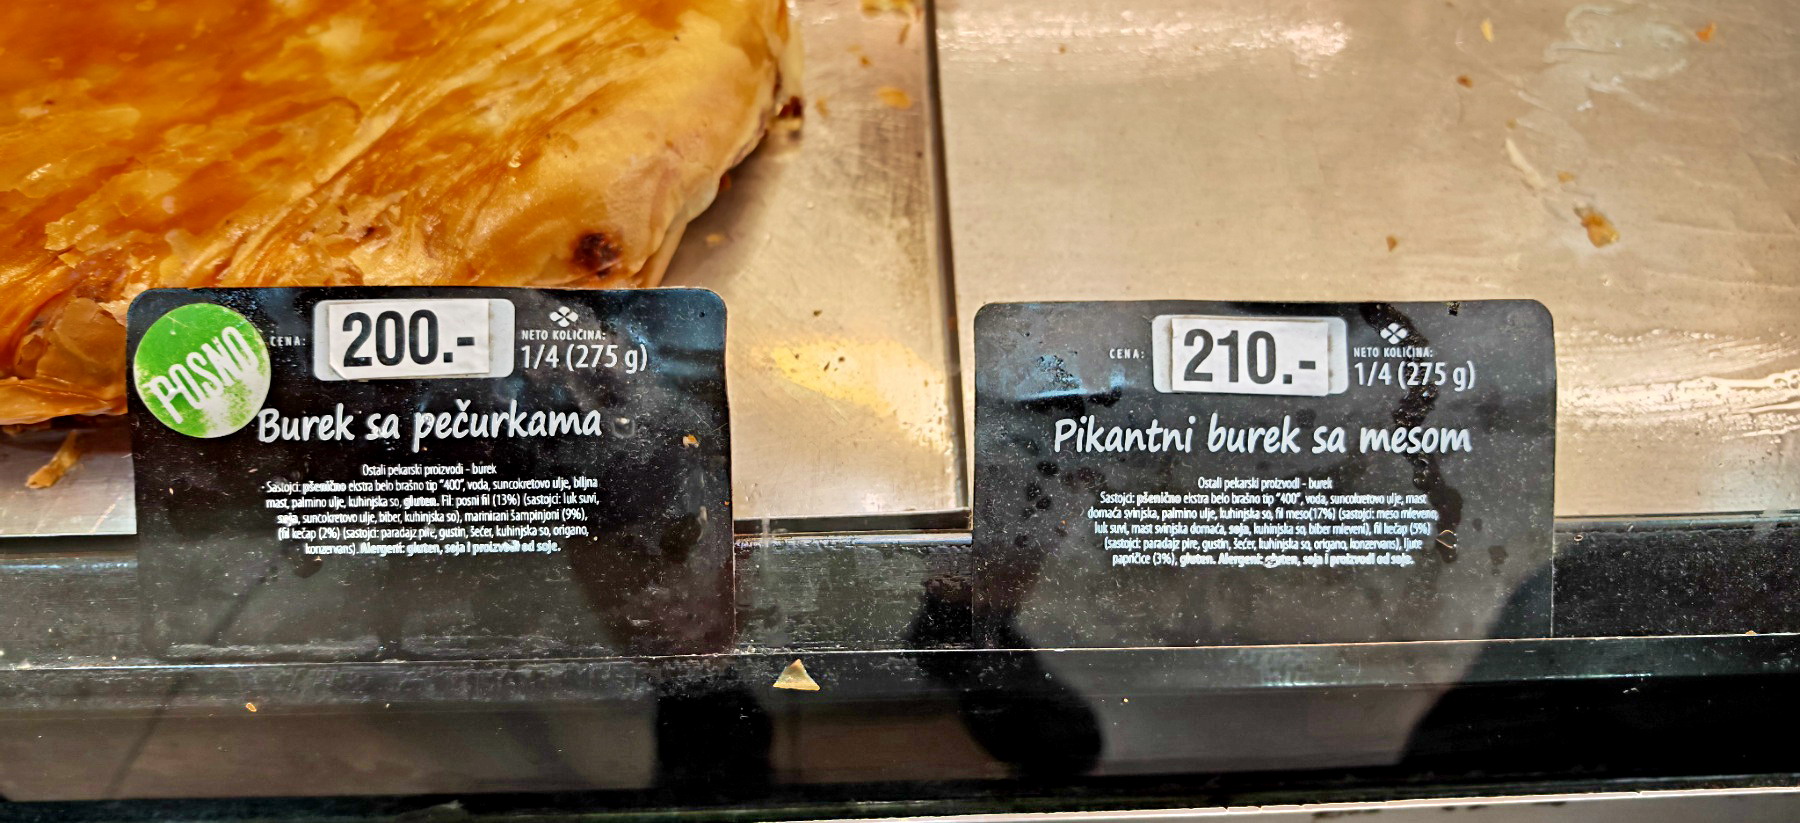 POSNO
CENA:
200.-
NETO KOLIČINA:
1/4 (275 g)
Burek sa pečurkama
Ostali pekarski proizvodi - burek
Sastojci: pšenično ekstra belo brašno tip "400", voda, suncokretovo ulje, biljna
mast, palmino ulje, kuhinjska so, gluten. Fil: posni fil (13%) (sastojci: luk suvi,
soja, suncokretovo ulje, biber, kuhinjska so), marinirani šampinjoni (9%),
(fil kečap (2%) (sastojci: paradajz pire, gustin, šećer, kuhinjska so, origano,
konzervans). Alergeni: gluten, soja i proizvodi od soje.
CENA:
210.-
NETO KOLIČINA:
1/4 (275 g)
Pikantni burek sa mesom
Ostali pekarski proizvodi - burek
Sastojci: pšenično ekstra belo brašno tip "400", voda, suncokretovo ulje, mast
domaća svinjska, palmino ulje, kuhinjska so, fil meso(17%) (sastojci: meso mleveno,
luk suvi, mast svinjska domaća, soja, kuhinjska so, biber mleveni), fil kečap (5%)
(sastojci: paradajz pire, gustin, šećer, kuhinjska so, origano, konzervans), ljute
papričice (3%), gluten. Alergeni: gluten, soja i proizvodi od soje.